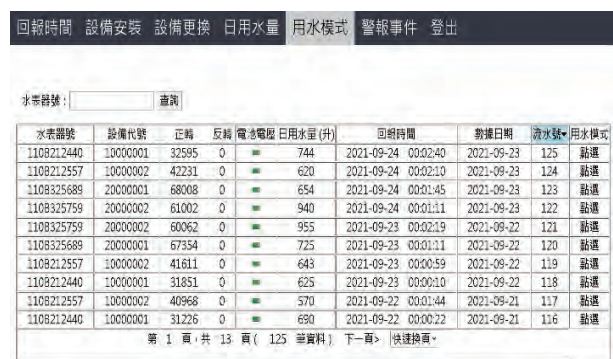 回報時間 設備安裝 設備更換 日用水量 用水模式 警報事件 登出
水表器號： 查詢
水表器號 設備代號 正轉 反轉 電池電壓 日用水量(升) 回報時間 數據日期 流水號▾ 用水模式
110B212440 10000001 32595 0 744 2021-09-24 00:02:40 2021-09-23 125 點選
110B212557 10000002 42231 0 620 2021-09-24 00:02:10 2021-09-23 124 點選
110B325689 20000001 68008 0 654 2021-09-24 00:01:45 2021-09-23 123 點選
110B325759 20000002 61002 0 940 2021-09-24 00:01:11 2021-09-23 122 點選
110B325759 20000002 60062 0 955 2021-09-23 00:02:19 2021-09-22 121 點選
110B325689 20000001 67354 0 725 2021-09-23 00:01:11 2021-09-22 120 點選
110B212557 10000002 41611 0 643 2021-09-23 00:00:59 2021-09-22 119 點選
110B212440 10000001 31851 0 625 2021-09-23 00:00:10 2021-09-22 118 點選
110B212557 10000002 40968 0 570 2021-09-22 00:01:44 2021-09-21 117 點選
110B212440 10000001 31226 0 690 2021-09-22 00:00:22 2021-09-21 116 點選
第 1 頁，共 13 頁( 125 筆資料) 下一頁> 快速換頁▾